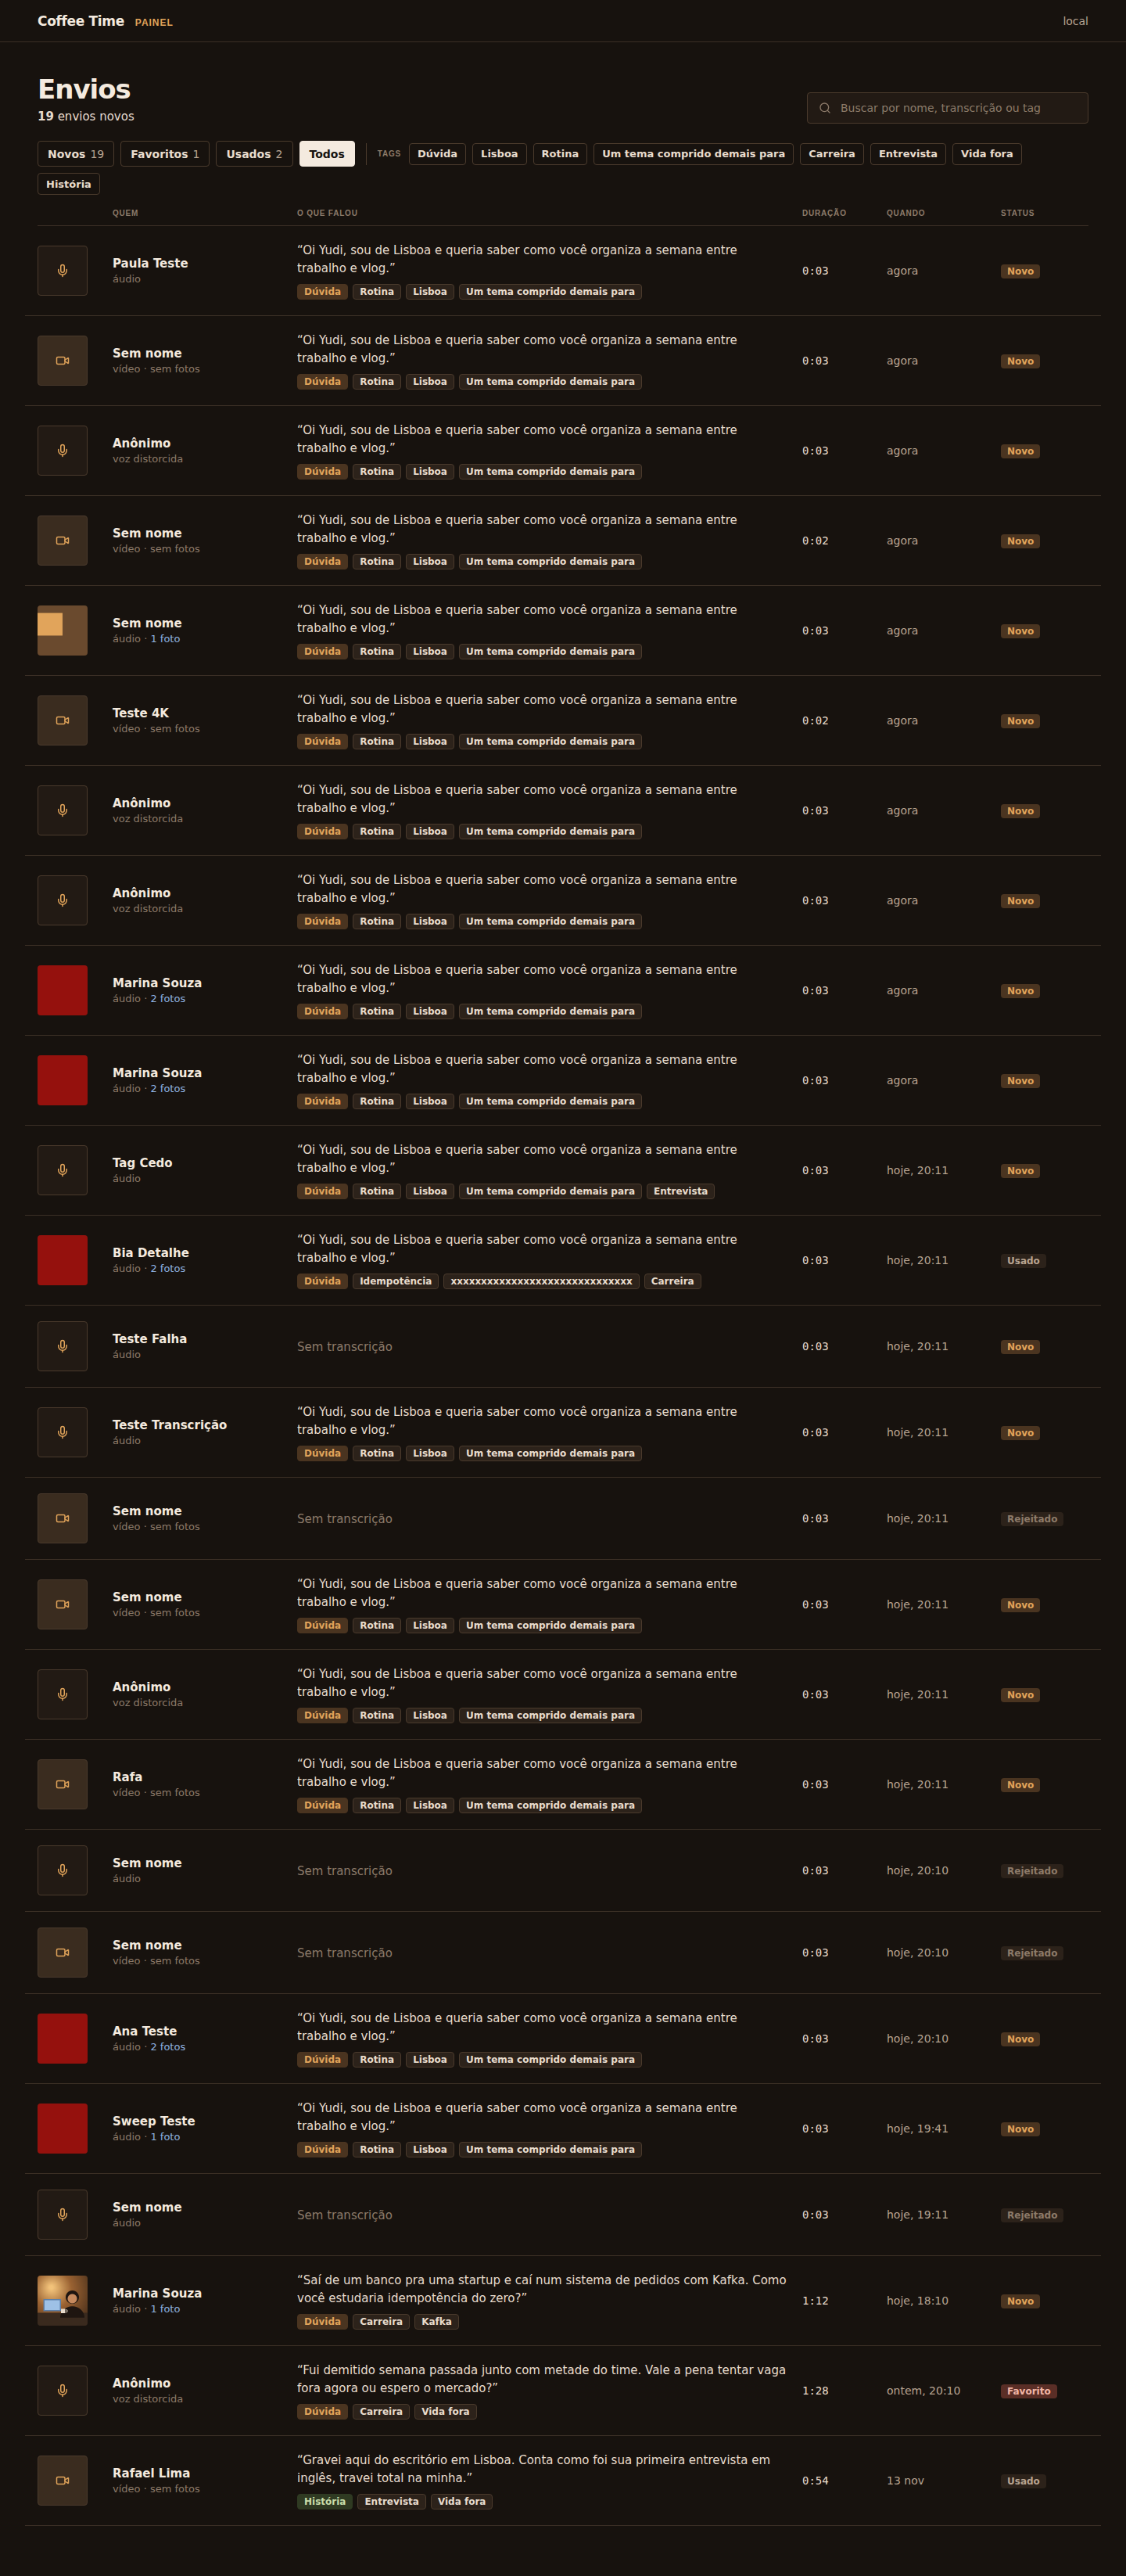 Coffee Time PAINEL
local
Envios
19 envios novos
Buscar por nome, transcrição ou tag
Novos 19 Favoritos 1 Usados 2 Todos TAGS Dúvida Lisboa Rotina Um tema comprido demais para Carreira Entrevista Vida fora
História
QUEM O QUE FALOU DURAÇÃO QUANDO STATUS
Paula Teste
áudio
“Oi Yudi, sou de Lisboa e queria saber como você organiza a semana entre
trabalho e vlog.”
Dúvida Rotina Lisboa Um tema comprido demais para
0:03 agora Novo
Sem nome
vídeo · sem fotos
“Oi Yudi, sou de Lisboa e queria saber como você organiza a semana entre
trabalho e vlog.”
Dúvida Rotina Lisboa Um tema comprido demais para
0:03 agora Novo
Anônimo
voz distorcida
“Oi Yudi, sou de Lisboa e queria saber como você organiza a semana entre
trabalho e vlog.”
Dúvida Rotina Lisboa Um tema comprido demais para
0:03 agora Novo
Sem nome
vídeo · sem fotos
“Oi Yudi, sou de Lisboa e queria saber como você organiza a semana entre
trabalho e vlog.”
Dúvida Rotina Lisboa Um tema comprido demais para
0:02 agora Novo
Sem nome
áudio · 1 foto
“Oi Yudi, sou de Lisboa e queria saber como você organiza a semana entre
trabalho e vlog.”
Dúvida Rotina Lisboa Um tema comprido demais para
0:03 agora Novo
Teste 4K
vídeo · sem fotos
“Oi Yudi, sou de Lisboa e queria saber como você organiza a semana entre
trabalho e vlog.”
Dúvida Rotina Lisboa Um tema comprido demais para
0:02 agora Novo
Anônimo
voz distorcida
“Oi Yudi, sou de Lisboa e queria saber como você organiza a semana entre
trabalho e vlog.”
Dúvida Rotina Lisboa Um tema comprido demais para
0:03 agora Novo
Anônimo
voz distorcida
“Oi Yudi, sou de Lisboa e queria saber como você organiza a semana entre
trabalho e vlog.”
Dúvida Rotina Lisboa Um tema comprido demais para
0:03 agora Novo
Marina Souza
áudio · 2 fotos
“Oi Yudi, sou de Lisboa e queria saber como você organiza a semana entre
trabalho e vlog.”
Dúvida Rotina Lisboa Um tema comprido demais para
0:03 agora Novo
Marina Souza
áudio · 2 fotos
“Oi Yudi, sou de Lisboa e queria saber como você organiza a semana entre
trabalho e vlog.”
Dúvida Rotina Lisboa Um tema comprido demais para
0:03 agora Novo
Tag Cedo
áudio
“Oi Yudi, sou de Lisboa e queria saber como você organiza a semana entre
trabalho e vlog.”
Dúvida Rotina Lisboa Um tema comprido demais para Entrevista
0:03 hoje, 20:11 Novo
Bia Detalhe
áudio · 2 fotos
“Oi Yudi, sou de Lisboa e queria saber como você organiza a semana entre
trabalho e vlog.”
Dúvida Idempotência xxxxxxxxxxxxxxxxxxxxxxxxxxxxxx Carreira
0:03 hoje, 20:11 Usado
Teste Falha
áudio
Sem transcrição
0:03 hoje, 20:11 Novo
Teste Transcrição
áudio
“Oi Yudi, sou de Lisboa e queria saber como você organiza a semana entre
trabalho e vlog.”
Dúvida Rotina Lisboa Um tema comprido demais para
0:03 hoje, 20:11 Novo
Sem nome
vídeo · sem fotos
Sem transcrição
0:03 hoje, 20:11 Rejeitado
Sem nome
vídeo · sem fotos
“Oi Yudi, sou de Lisboa e queria saber como você organiza a semana entre
trabalho e vlog.”
Dúvida Rotina Lisboa Um tema comprido demais para
0:03 hoje, 20:11 Novo
Anônimo
voz distorcida
“Oi Yudi, sou de Lisboa e queria saber como você organiza a semana entre
trabalho e vlog.”
Dúvida Rotina Lisboa Um tema comprido demais para
0:03 hoje, 20:11 Novo
Rafa
vídeo · sem fotos
“Oi Yudi, sou de Lisboa e queria saber como você organiza a semana entre
trabalho e vlog.”
Dúvida Rotina Lisboa Um tema comprido demais para
0:03 hoje, 20:11 Novo
Sem nome
áudio
Sem transcrição
0:03 hoje, 20:10 Rejeitado
Sem nome
vídeo · sem fotos
Sem transcrição
0:03 hoje, 20:10 Rejeitado
Ana Teste
áudio · 2 fotos
“Oi Yudi, sou de Lisboa e queria saber como você organiza a semana entre
trabalho e vlog.”
Dúvida Rotina Lisboa Um tema comprido demais para
0:03 hoje, 20:10 Novo
Sweep Teste
áudio · 1 foto
“Oi Yudi, sou de Lisboa e queria saber como você organiza a semana entre
trabalho e vlog.”
Dúvida Rotina Lisboa Um tema comprido demais para
0:03 hoje, 19:41 Novo
Sem nome
áudio
Sem transcrição
0:03 hoje, 19:11 Rejeitado
Marina Souza
áudio · 1 foto
“Saí de um banco pra uma startup e caí num sistema de pedidos com Kafka. Como
você estudaria idempotência do zero?”
Dúvida Carreira Kafka
1:12 hoje, 18:10 Novo
Anônimo
voz distorcida
“Fui demitido semana passada junto com metade do time. Vale a pena tentar vaga
fora agora ou espero o mercado?”
Dúvida Carreira Vida fora
1:28 ontem, 20:10 Favorito
Rafael Lima
vídeo · sem fotos
“Gravei aqui do escritório em Lisboa. Conta como foi sua primeira entrevista em
inglês, travei total na minha.”
História Entrevista Vida fora
0:54 13 nov Usado